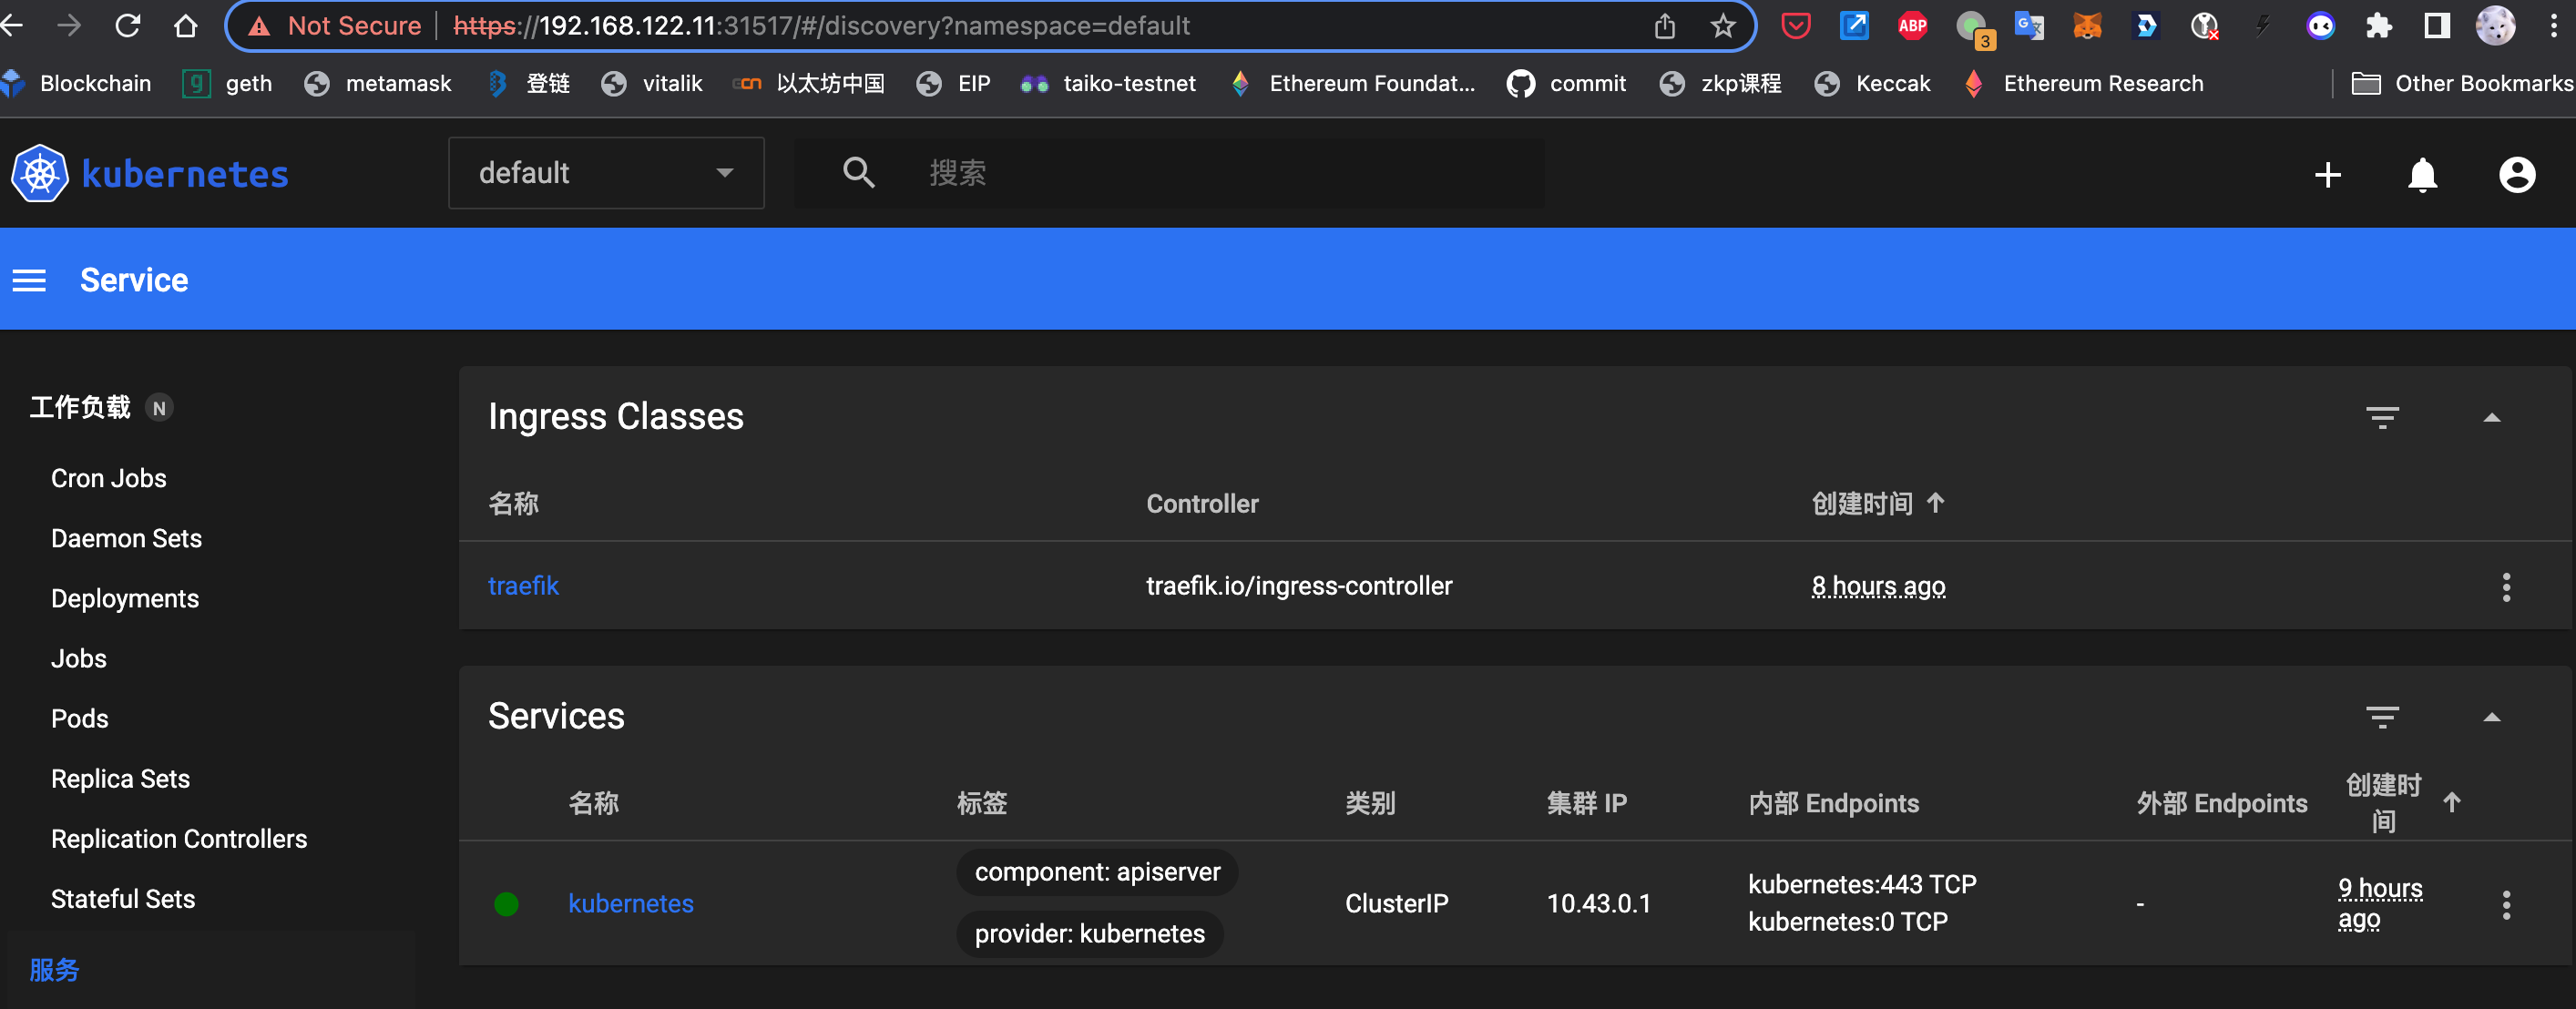 Not Secure https://192.168.122.11:31517/#/discovery?namespace=default ABP 3
Blockchain geth metamask 登链 vitalik 以太坊中国 EIP taiko-testnet Ethereum Foundat... commit zkp课程 Keccak Ethereum Research Other Bookmarks
kubernetes default 搜索
Service
工作负载 N
Cron Jobs
Daemon Sets
Deployments
Jobs
Pods
Replica Sets
Replication Controllers
Stateful Sets
服务
Ingress Classes
名称 Controller 创建时间
traefik traefik.io/ingress-controller 8 hours ago
Services
名称 标签 类别 集群 IP 内部 Endpoints 外部 Endpoints 创建时间
kubernetes component: apiserver provider: kubernetes ClusterIP 10.43.0.1 kubernetes:443 TCP kubernetes:0 TCP - 9 hours ago